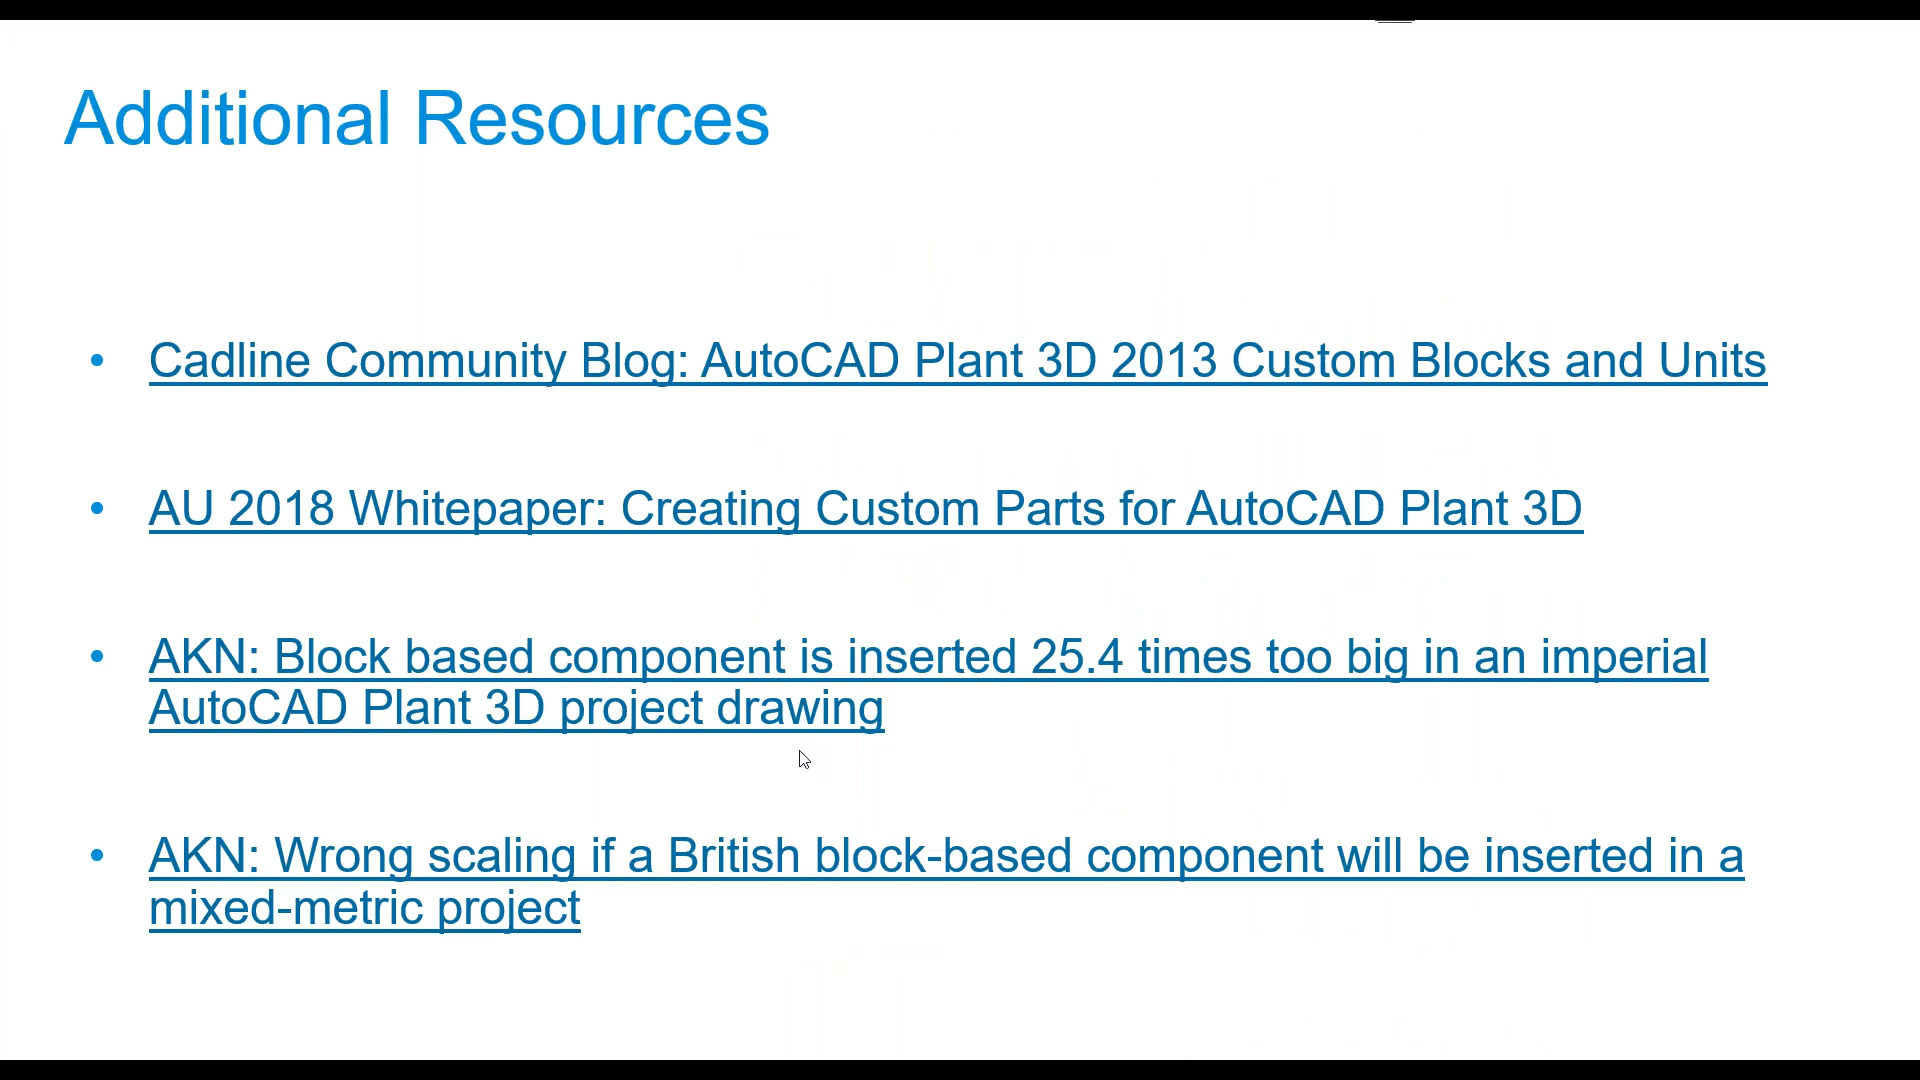 Additional Resources
• Cadline Community Blog: AutoCAD Plant 3D 2013 Custom Blocks and Units
• AU 2018 Whitepaper: Creating Custom Parts for AutoCAD Plant 3D
• AKN: Block based component is inserted 25.4 times too big in an imperial
AutoCAD Plant 3D project drawing
• AKN: Wrong scaling if a British block-based component will be inserted in a
mixed-metric project